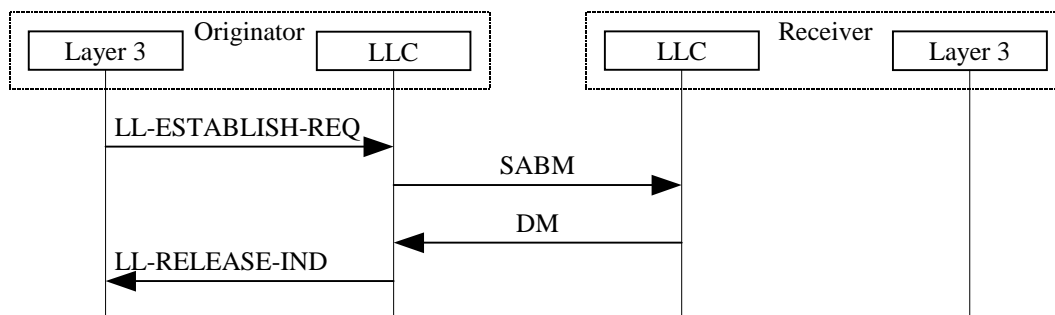 Originator
Receiver
Layer 3
LLC
LLC
Layer 3
LL-ESTABLISH-REQ
SABM
DM
LL-RELEASE-IND